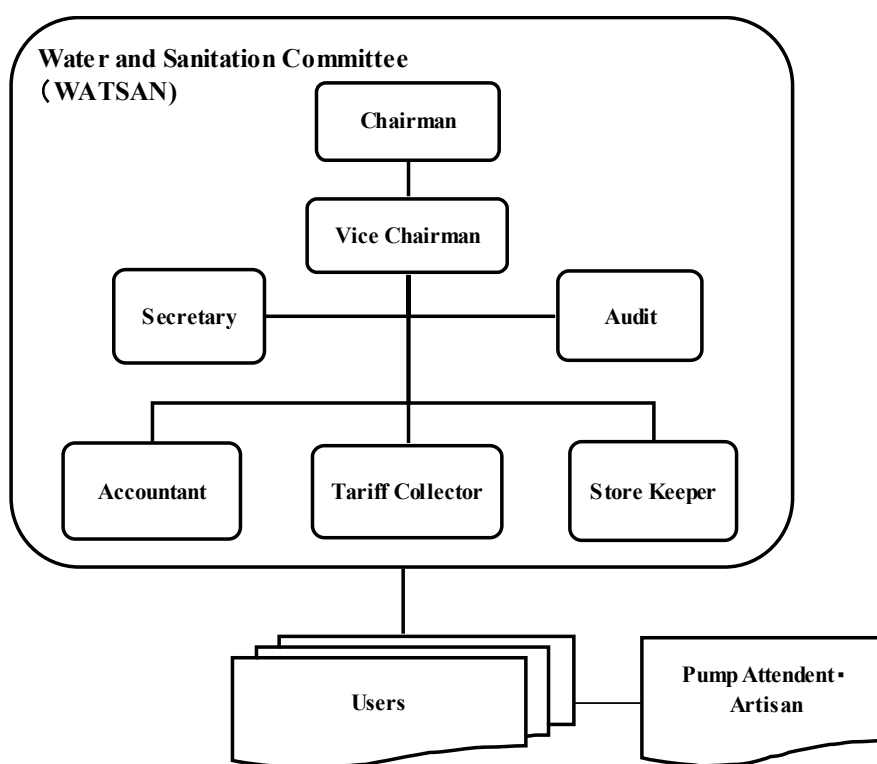 Water and Sanitation Committee
（WATSAN)
Chairman
Vice Chairman
Secretary
Audit
Accountant
Tariff Collector
Store Keeper
Users
Pump Attendent・
Artisan